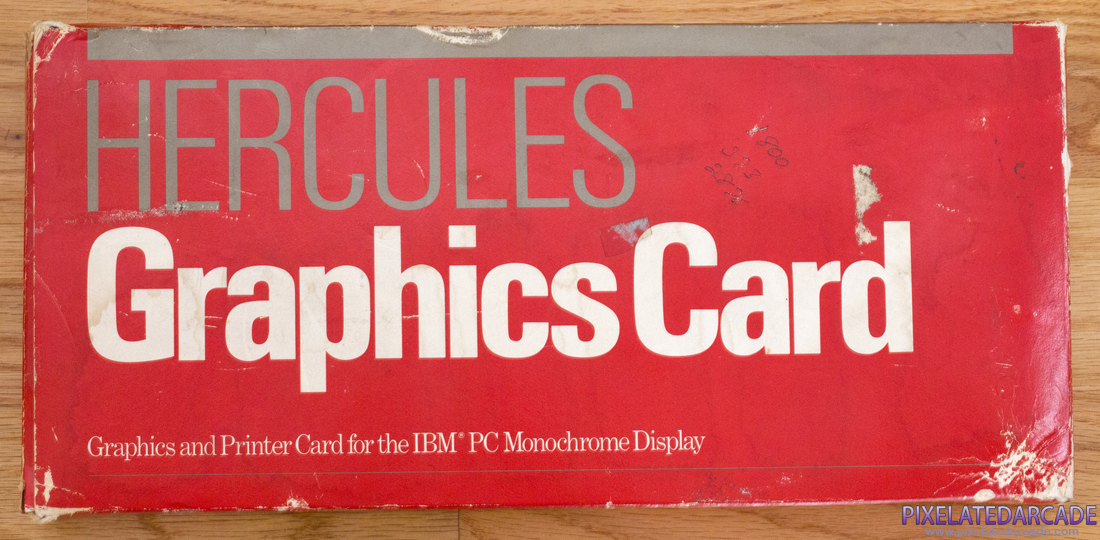 HERCULES
Graphics Card
Graphics and Printer Card for the IBM® PC Monochrome Display
PIXELATEDARCADE